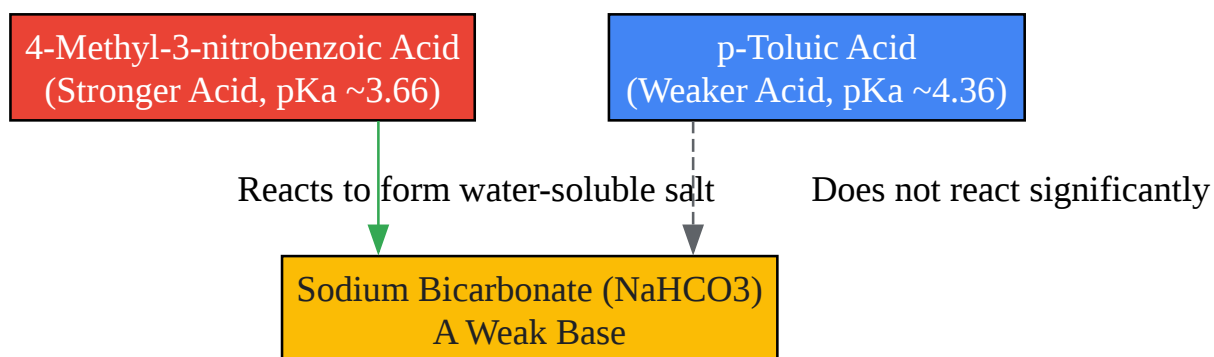 4-Methyl-3-nitrobenzoic Acid
(Stronger Acid, pKa ~3.66)
p-Toluic Acid
(Weaker Acid, pKa ~4.36)
Reacts to form water-soluble salt
Does not react significantly
Sodium Bicarbonate (NaHCO3)
A Weak Base